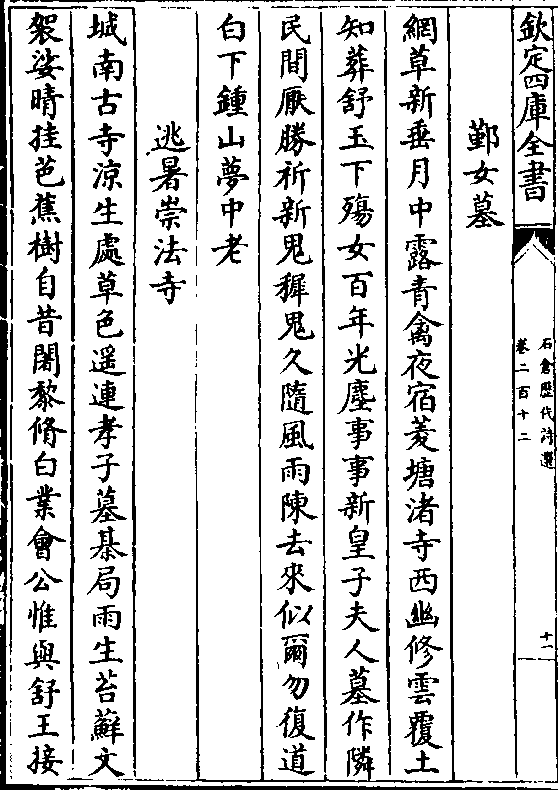 欽定四庫全書
石倉歴代詩選
卷二百十二
十一
鄞女墓
網草新垂月中露青禽夜宿菱塘渚寺西幽修雲覆土
知葬舒玉下殤女百年光塵事事新皇子夫人墓作隣
民間厭勝祈新鬼穉鬼久隨風雨陳去來似爾勿復道
白下鍾山夢中老
逃暑崇法寺
城南古寺涼生處草色遥連孝子墓棊局雨生苔蘚文
袈裟晴挂芭蕉樹自昔闍黎脩白業會公惟與舒王接